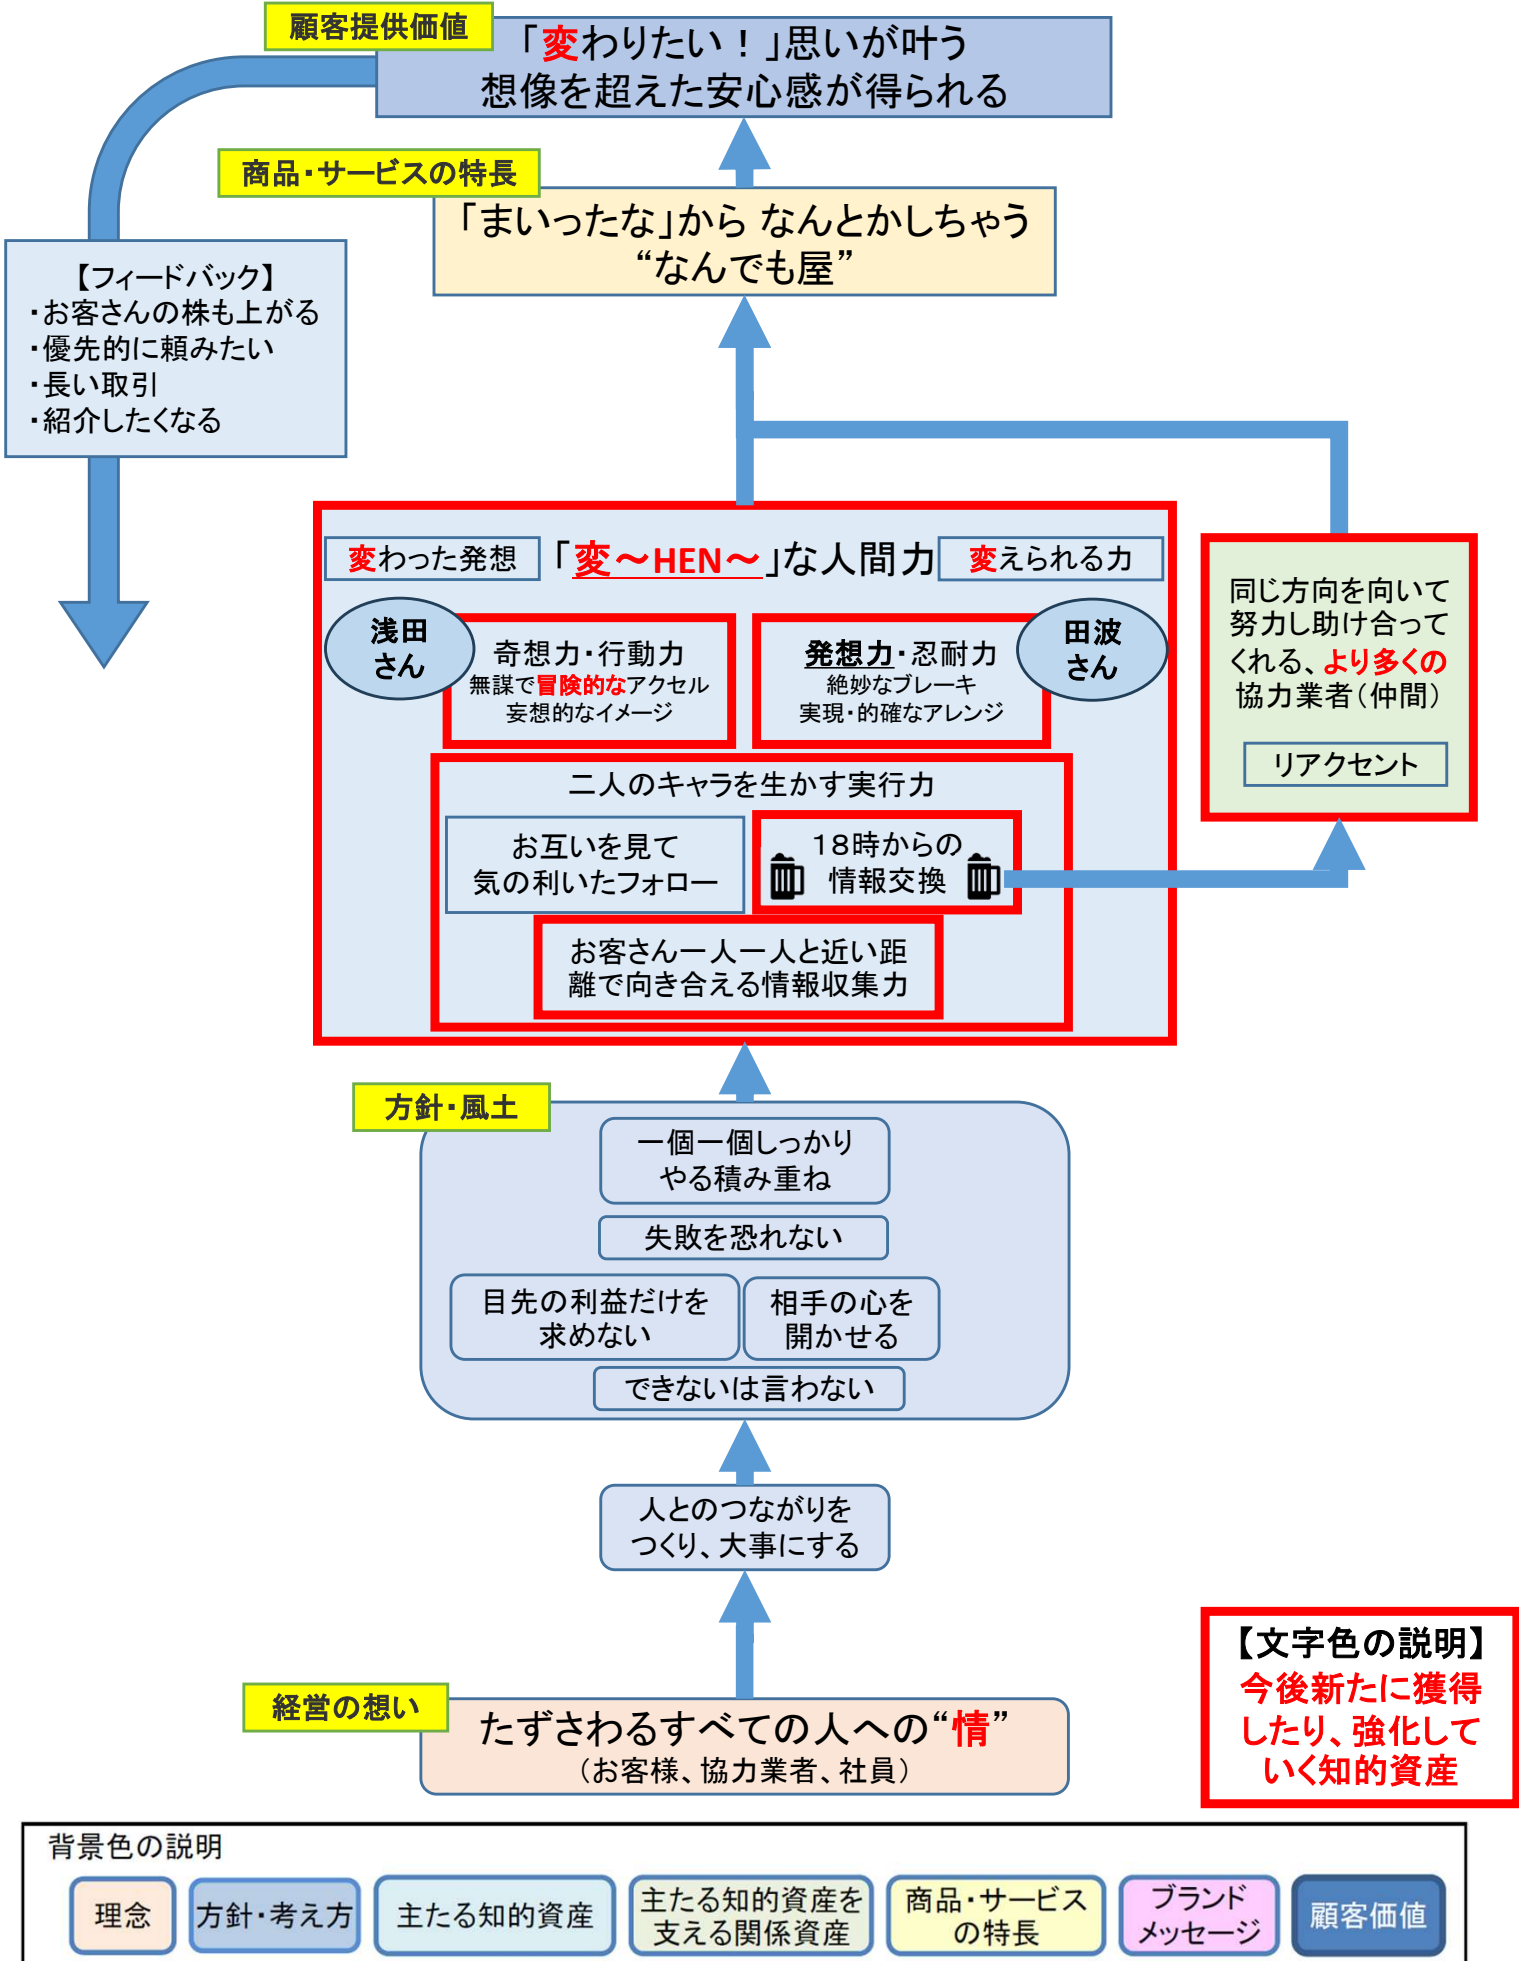 顧客提供価値
「変わりたい！」思いが叶う
想像を超えた安心感が得られる
商品・サービスの特長
「まいったな」から なんとかしちゃう
“なんでも屋”
【フィードバック】
・お客さんの株も上がる
・優先的に頼みたい
・長い取引
・紹介したくなる
変わった発想
「変～HEN～」な人間力
変えられる力
浅田
さん
奇想力・行動力
無謀で冒険的なアクセル
妄想的なイメージ
発想力・忍耐力
絶妙なブレーキ
実現・的確なアレンジ
田波
さん
同じ方向を向いて
努力し助け合って
くれる、より多くの
協力業者（仲間）
リアクセント
二人のキャラを生かす実行力
お互いを見て
気の利いたフォロー
１８時からの
情報交換
お客さん一人一人と近い距
離で向き合える情報収集力
方針・風土
一個一個しっかり
やる積み重ね
失敗を恐れない
目先の利益だけを
求めない
相手の心を
開かせる
できないは言わない
人とのつながりを
つくり、大事にする
経営の想い
たずさわるすべての人への“情”
（お客様、協力業者、社員）
【文字色の説明】
今後新たに獲得
したり、強化して
いく知的資産
背景色の説明
理念
方針・考え方
主たる知的資産
主たる知的資産を
支える関係資産
商品・サービス
の特長
ブランド
メッセージ
顧客価値